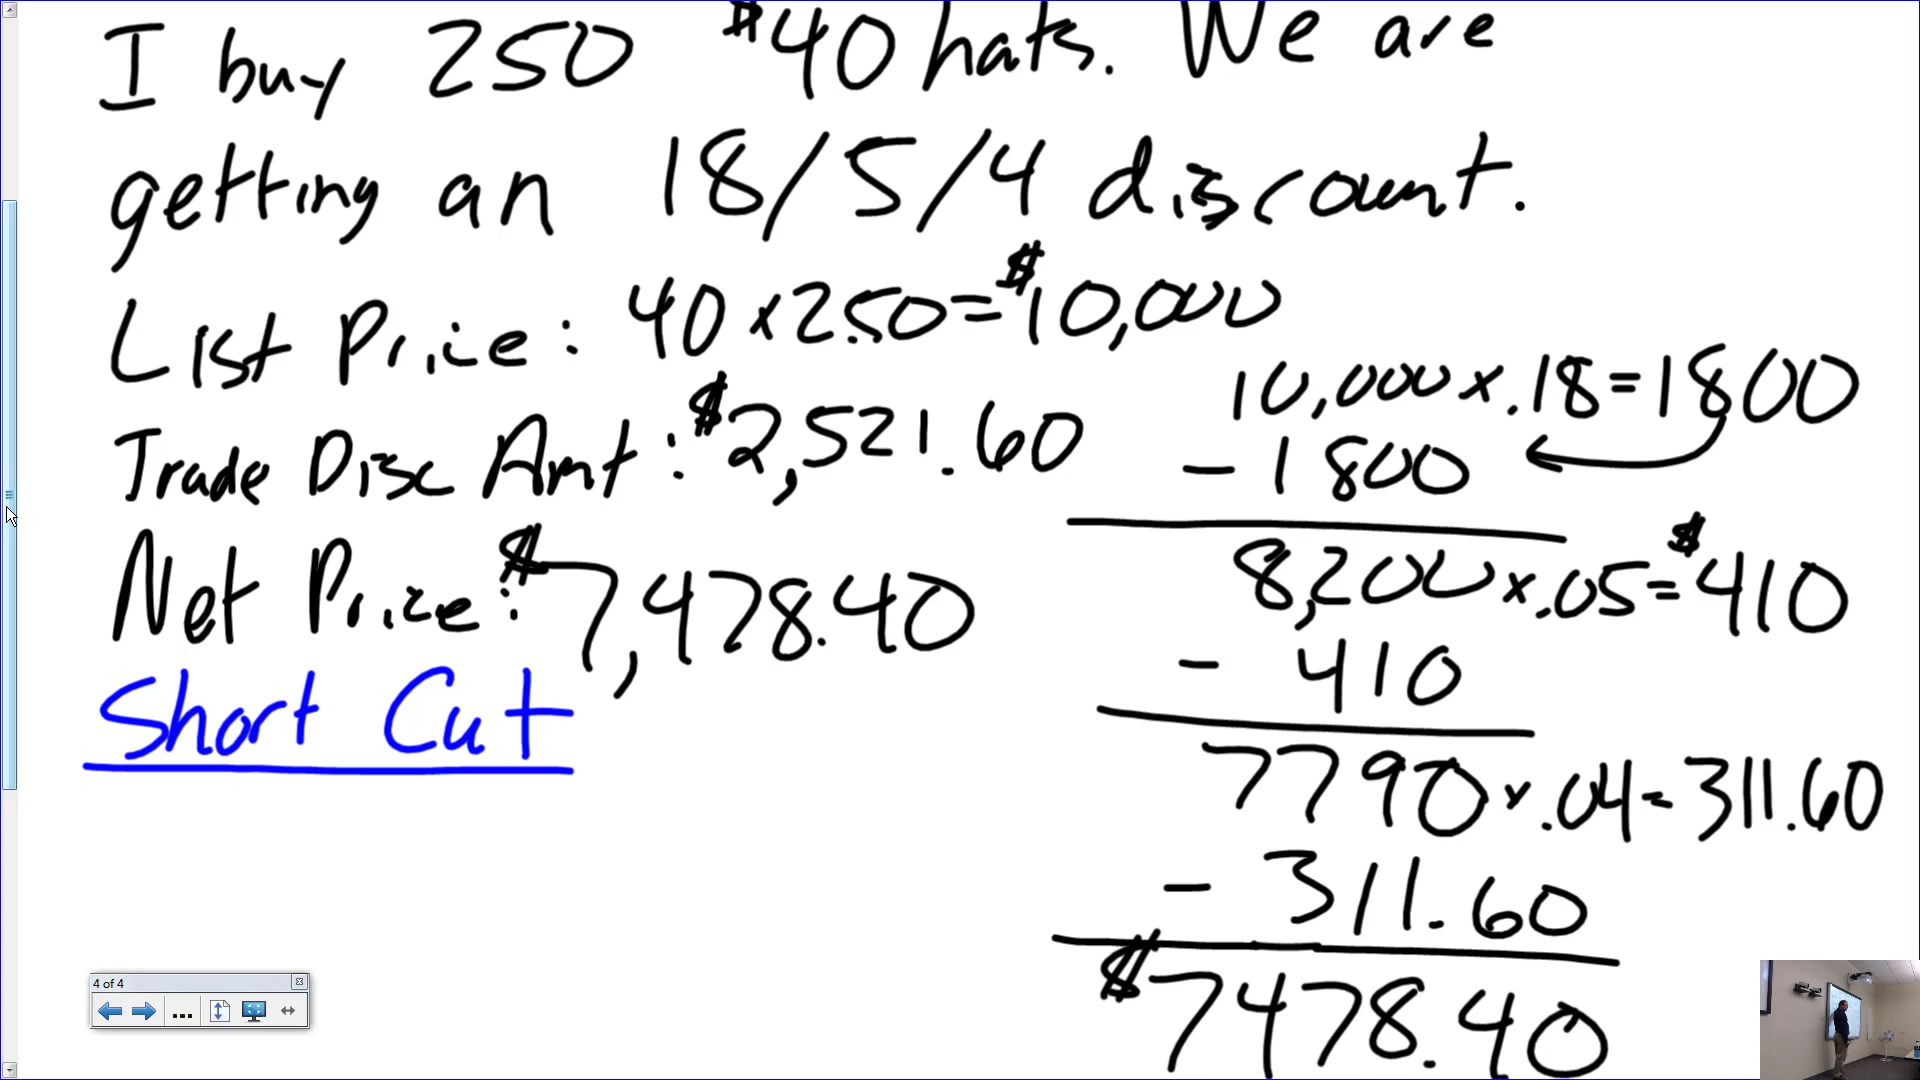 I buy 250 $40 hats. We are
getting an 18/5/4 discount.
List Price: 40 x 250 = $10,000
10,000 x .18 = 1800
Trade Disc Amt: $2,521.60
- 1800
Net Price: $7,478.40
8,200 x .05 = $410
- 410
Short Cut
7790 x .04 = 311.60
- 311.60
$7478.40
4 of 4
...